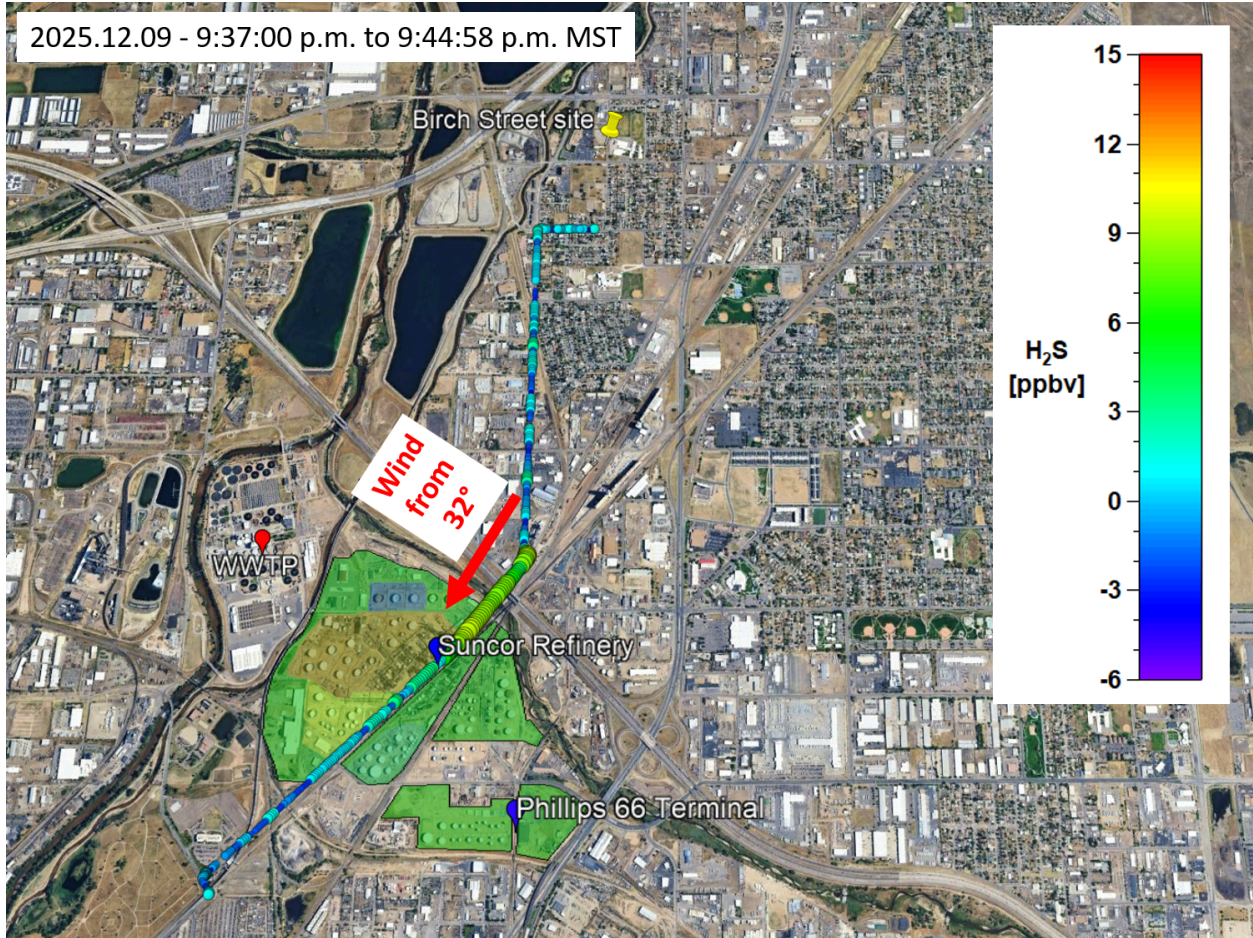 2025.12.09 - 9:37:00 p.m. to 9:44:58 p.m. MST
Birch Street site
15
12
9
6
H₂S
[ppbv]
3
0
-3
-6
Wind
from
32°
WWTP
Suncor Refinery
Phillips 66 Terminal